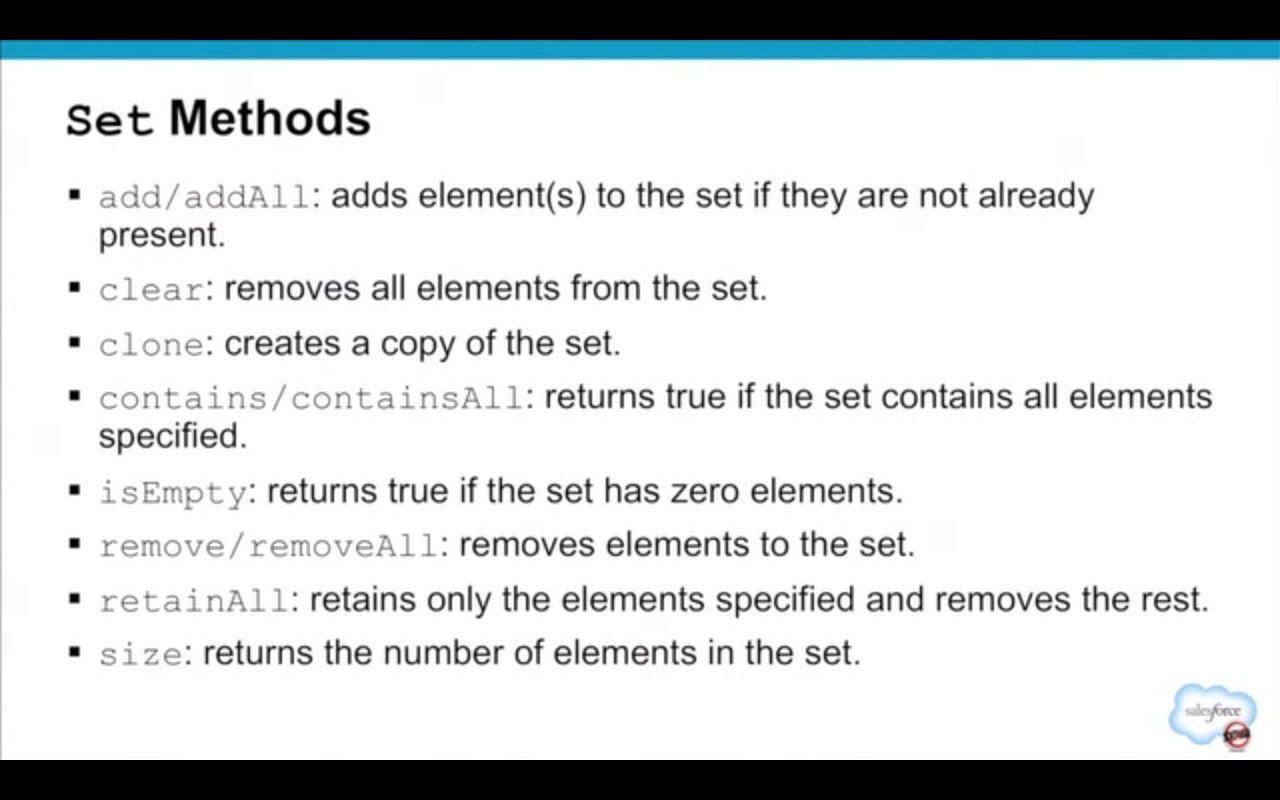 Set Methods
▪ add/addAll: adds element(s) to the set if they are not already
present.
▪ clear: removes all elements from the set.
▪ clone: creates a copy of the set.
▪ contains/containsAll: returns true if the set contains all elements
specified.
▪ isEmpty: returns true if the set has zero elements.
▪ remove/removeAll: removes elements to the set.
▪ retainAll: retains only the elements specified and removes the rest.
▪ size: returns the number of elements in the set.
salesforce